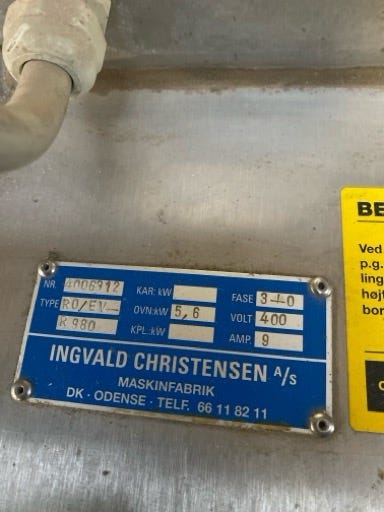 NR. 4006912 KAR: kW FASE 3+0
TYPE RO/EV- OVN: kW 5,6 VOLT 400
R 980 KPL: kW AMP. 9
INGVALD CHRISTENSEN A/S
MASKINFABRIK
DK · ODENSE · TELF. 66 11 82 11
BE
Ved
p.g.
ling
højt
bor